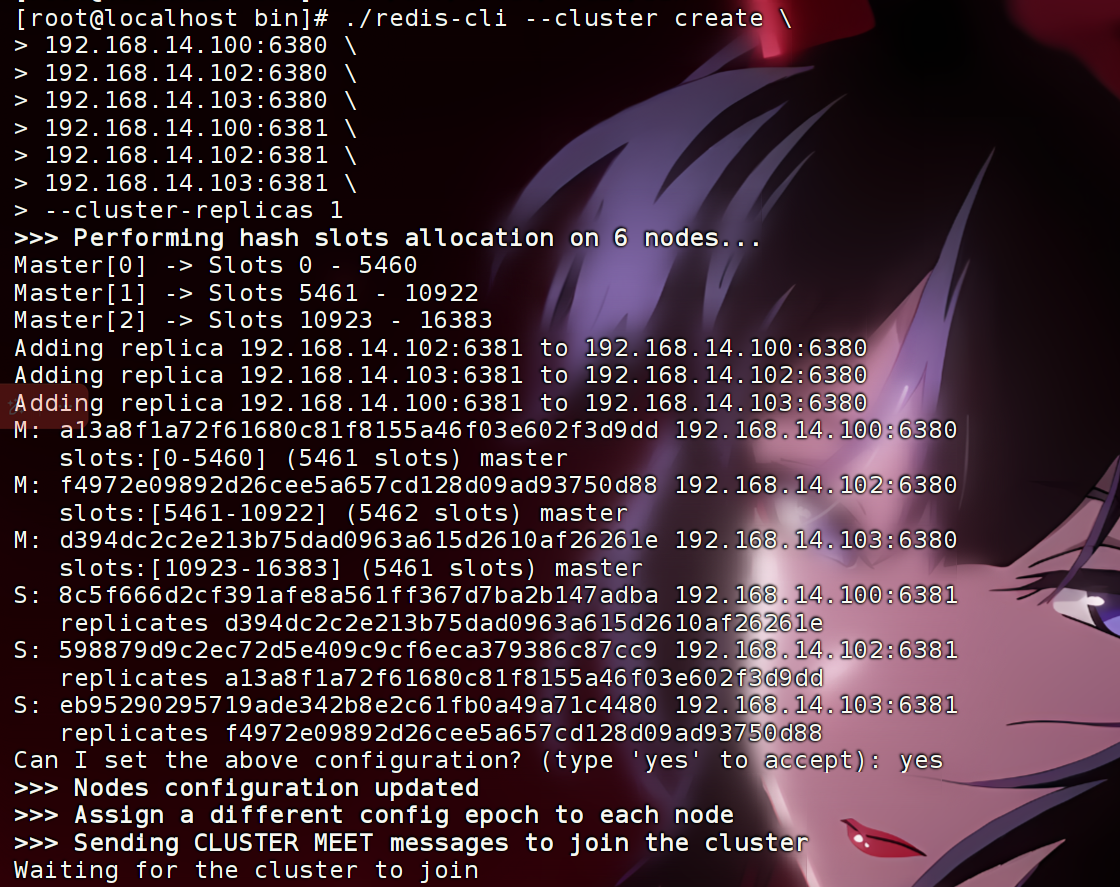 [root@localhost bin]# ./redis-cli --cluster create \
> 192.168.14.100:6380 \
> 192.168.14.102:6380 \
> 192.168.14.103:6380 \
> 192.168.14.100:6381 \
> 192.168.14.102:6381 \
> 192.168.14.103:6381 \
> --cluster-replicas 1
>>> Performing hash slots allocation on 6 nodes...
Master[0] -> Slots 0 - 5460
Master[1] -> Slots 5461 - 10922
Master[2] -> Slots 10923 - 16383
Adding replica 192.168.14.102:6381 to 192.168.14.100:6380
Adding replica 192.168.14.103:6381 to 192.168.14.102:6380
Adding replica 192.168.14.100:6381 to 192.168.14.103:6380
M: a13a8f1a72f61680c81f8155a46f03e602f3d9dd 192.168.14.100:6380
   slots:[0-5460] (5461 slots) master
M: f4972e09892d26cee5a657cd128d09ad93750d88 192.168.14.102:6380
   slots:[5461-10922] (5462 slots) master
M: d394dc2c2e213b75dad0963a615d2610af26261e 192.168.14.103:6380
   slots:[10923-16383] (5461 slots) master
S: 8c5f666d2cf391afe8a561ff367d7ba2b147adba 192.168.14.100:6381
   replicates d394dc2c2e213b75dad0963a615d2610af26261e
S: 598879d9c2ec72d5e409c9cf6eca379386c87cc9 192.168.14.102:6381
   replicates a13a8f1a72f61680c81f8155a46f03e602f3d9dd
S: eb95290295719ade342b8e2c61fb0a49a71c4480 192.168.14.103:6381
   replicates f4972e09892d26cee5a657cd128d09ad93750d88
Can I set the above configuration? (type 'yes' to accept): yes
>>> Nodes configuration updated
>>> Assign a different config epoch to each node
>>> Sending CLUSTER MEET messages to join the cluster
Waiting for the cluster to join